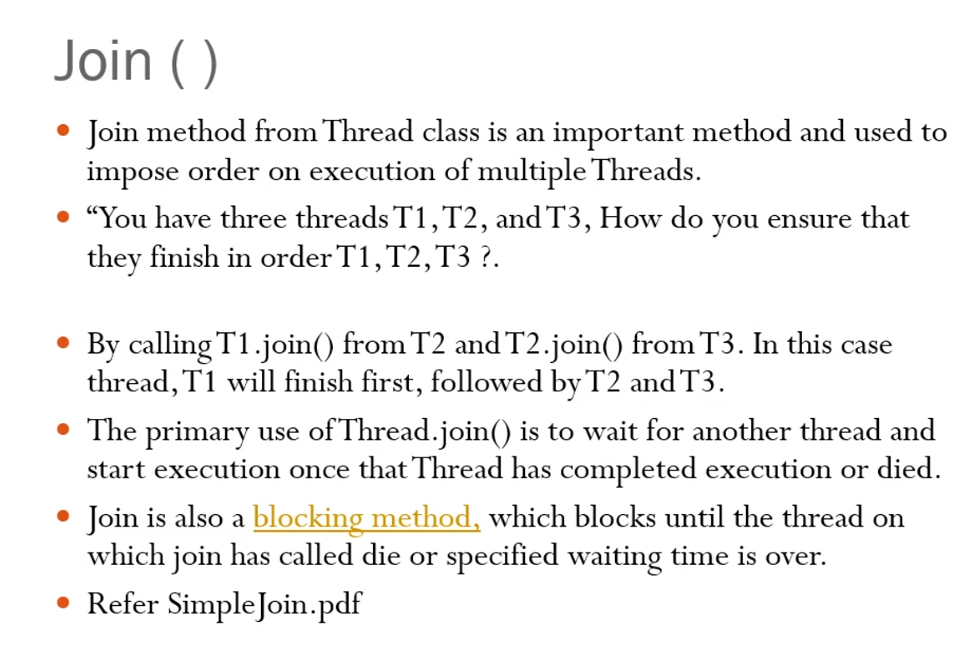 Join ( )
• Join method from Thread class is an important method and used to
impose order on execution of multiple Threads.
• “You have three threads T1, T2, and T3, How do you ensure that
they finish in order T1, T2, T3 ?.
• By calling T1.join() from T2 and T2.join() from T3. In this case
thread, T1 will finish first, followed by T2 and T3.
• The primary use of Thread.join() is to wait for another thread and
start execution once that Thread has completed execution or died.
• Join is also a blocking method, which blocks until the thread on
which join has called die or specified waiting time is over.
• Refer SimpleJoin.pdf